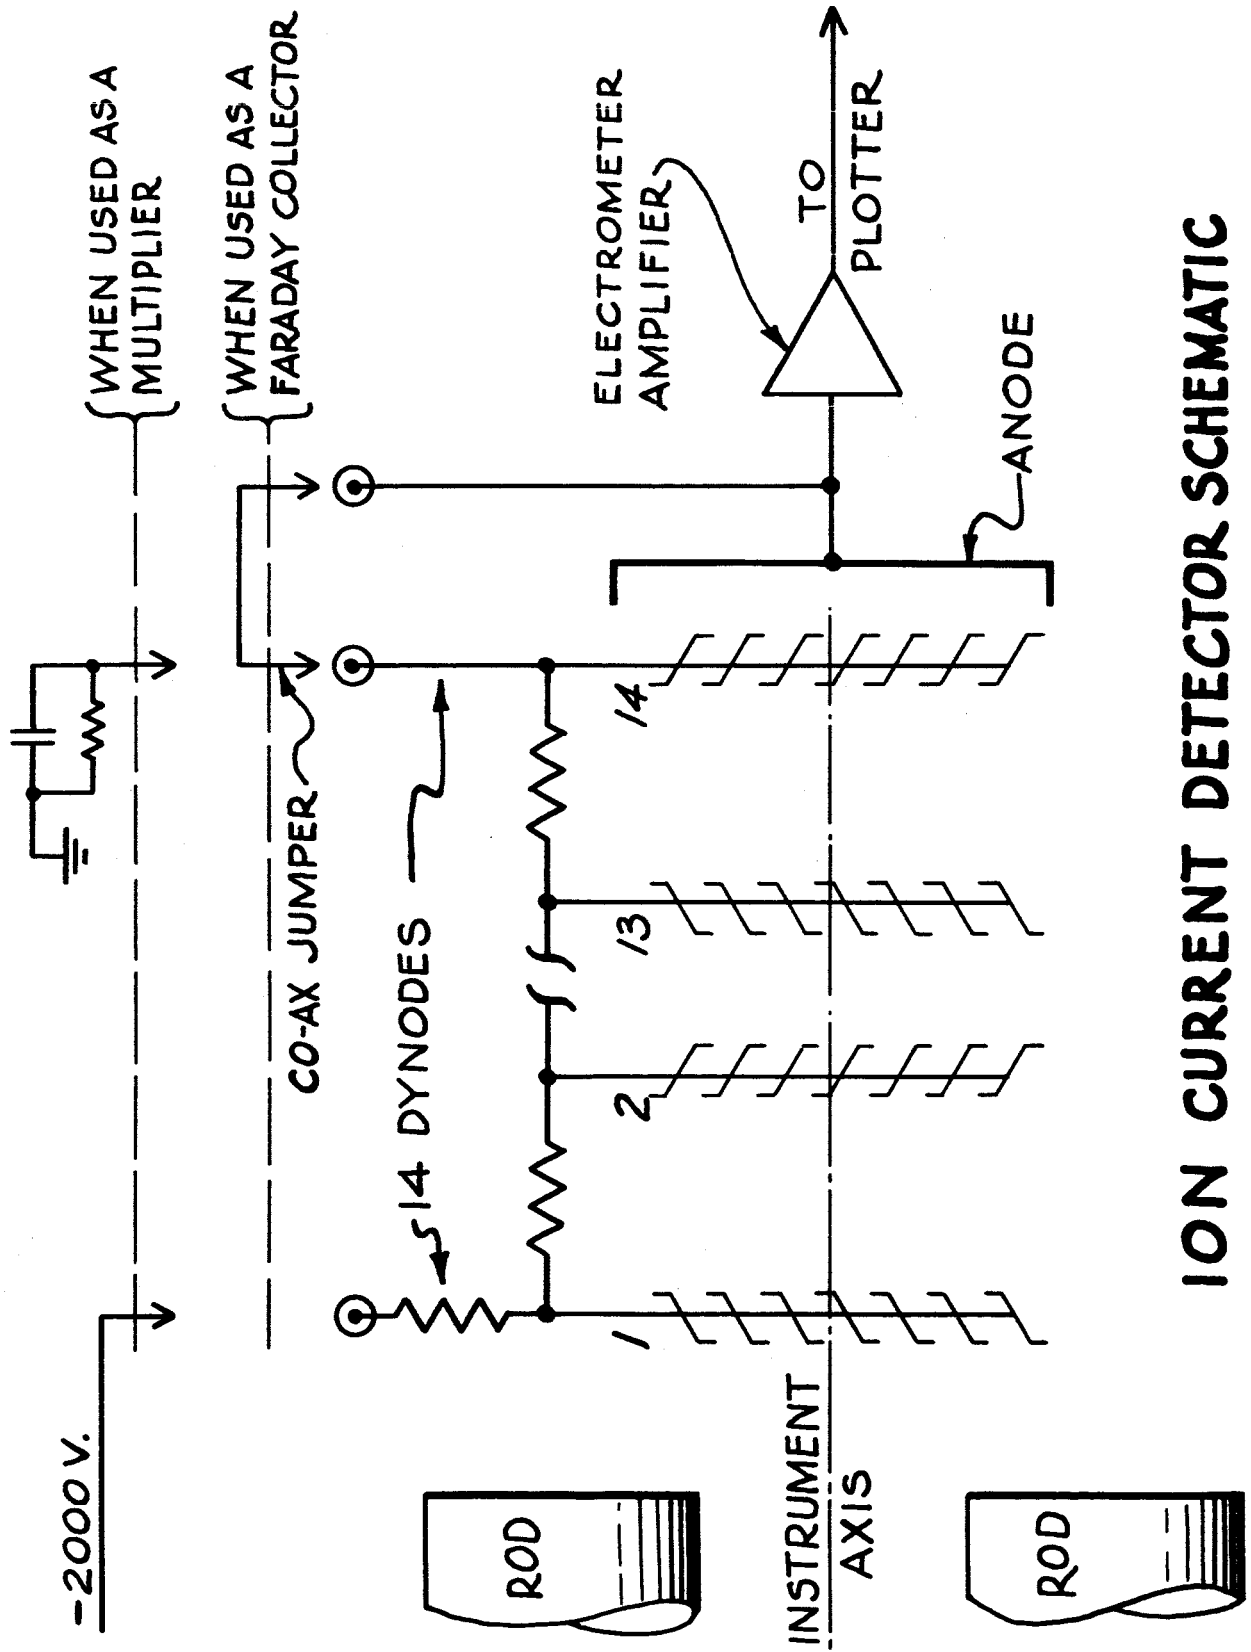 -2000 V.
WHEN USED AS A
MULTIPLIER
WHEN USED AS A
FARADAY COLLECTOR
CO-AX JUMPER
14 DYNODES
ELECTROMETER
AMPLIFIER
1
2
13
14
ROD
INSTRUMENT
AXIS
TO
PLOTTER
ROD
ANODE
ION CURRENT DETECTOR SCHEMATIC